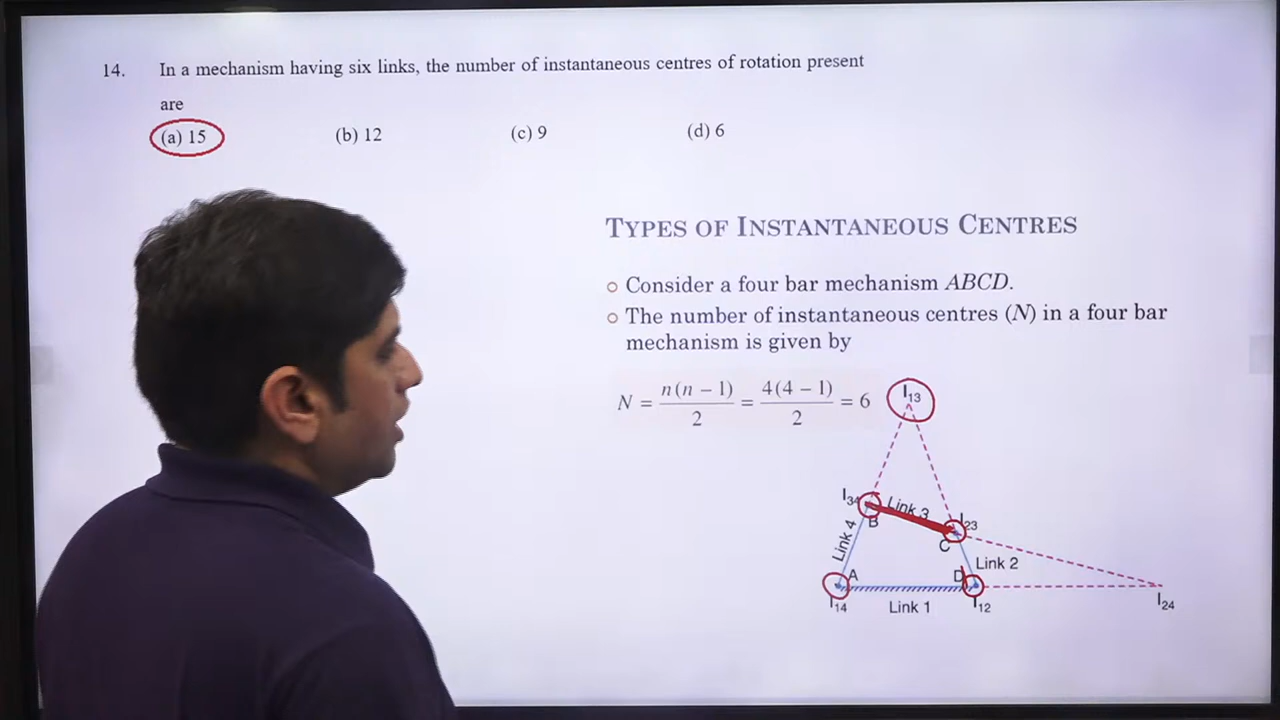 14. In a mechanism having six links, the number of instantaneous centres of rotation present
are
(a) 15 (b) 12 (c) 9 (d) 6
TYPES OF INSTANTANEOUS CENTRES
Consider a four bar mechanism ABCD.
The number of instantaneous centres (N) in a four bar
mechanism is given by
N = n(n – 1)/2 = 4(4 – 1)/2 = 6
I13
I34 Link 3 I23
B C
Link 4 Link 2
A D
I14 Link 1 I12 I24